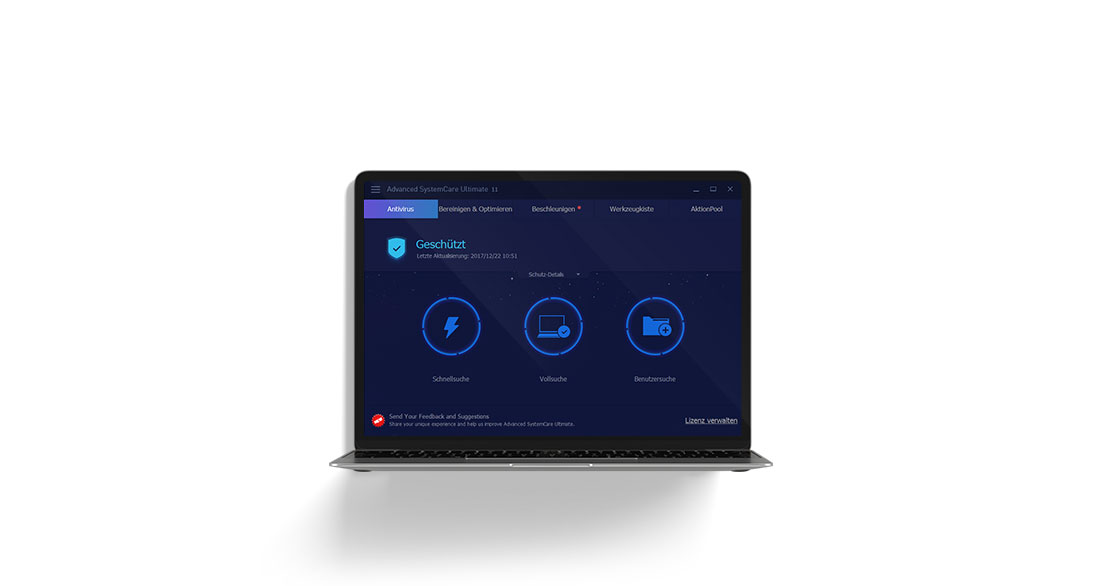 Advanced SystemCare Ultimate 11
Antivirus
Bereinigen & Optimieren
Beschleunigen
Werkzeugkiste
AktionPool
Geschützt
Letzte Aktualisierung: 2017/12/22 10:51
Schutz-Details
Schnellsuche
Vollsuche
Benutzersuche
Send Your Feedback and Suggestions
Share your unique experience and help us improve Advanced SystemCare Ultimate.
Lizenz verwalten